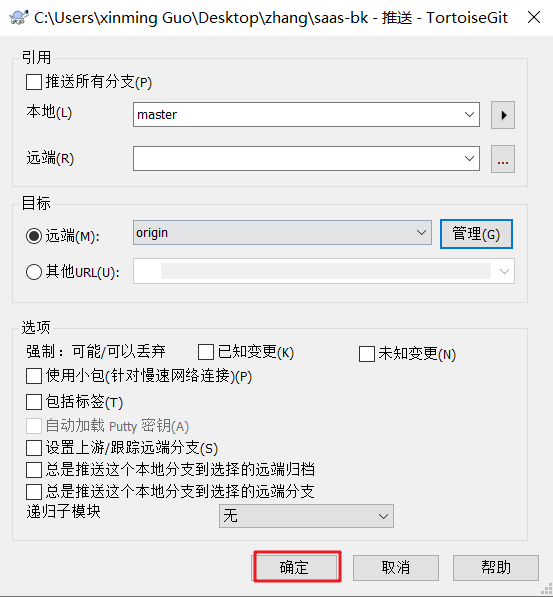 C:\Users\xinming Guo\Desktop\zhang\saas-bk - 推送 - TortoiseGit
引用
推送所有分支(P)
本地(L)
master
远端(R)
...
目标
远端(M):
origin
管理(G)
其他URL(U):
选项
强制：可能/可以丢弃
已知变更(K)
未知变更(N)
使用小包(针对慢速网络连接)(P)
包括标签(T)
自动加载 Putty 密钥(A)
设置上游/跟踪远端分支(S)
总是推送这个本地分支到选择的远端归档
总是推送这个本地分支到选择的远端分支
递归子模块
无
确定
取消
帮助